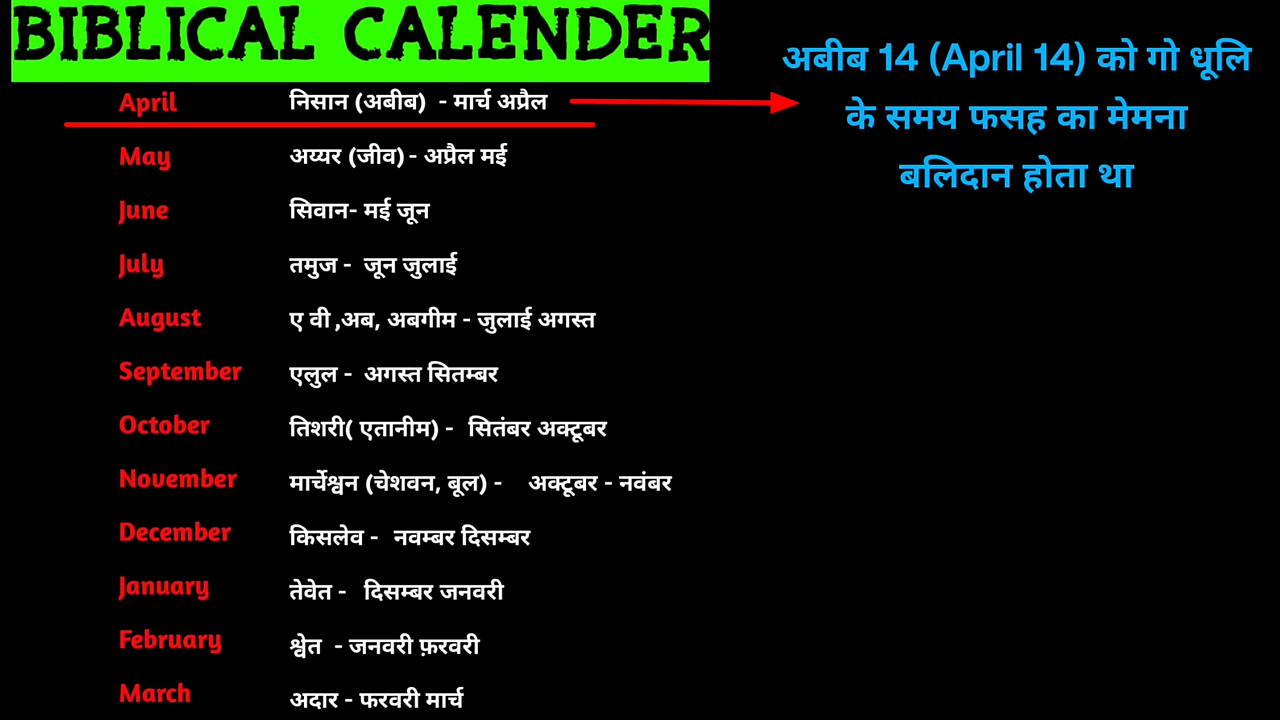 BIBLICAL CALENDER
अबीब 14 (April 14) को गो धूलि
के समय फसह का मेमना
बलिदान होता था
April निसान (अबीब) - मार्च अप्रैल
May अय्यर (जीव) - अप्रैल मई
June सिवान- मई जून
July तमुज - जून जुलाई
August ए वी ,अब, अबगीम - जुलाई अगस्त
September एलुल - अगस्त सितम्बर
October तिशरी( एतानीम) - सितंबर अक्टूबर
November मार्चेश्वन (चेशवन, बूल) - अक्टूबर - नवंबर
December किसलेव - नवम्बर दिसम्बर
January तेवेत - दिसम्बर जनवरी
February श्वेत - जनवरी फ़रवरी
March अदार - फरवरी मार्च